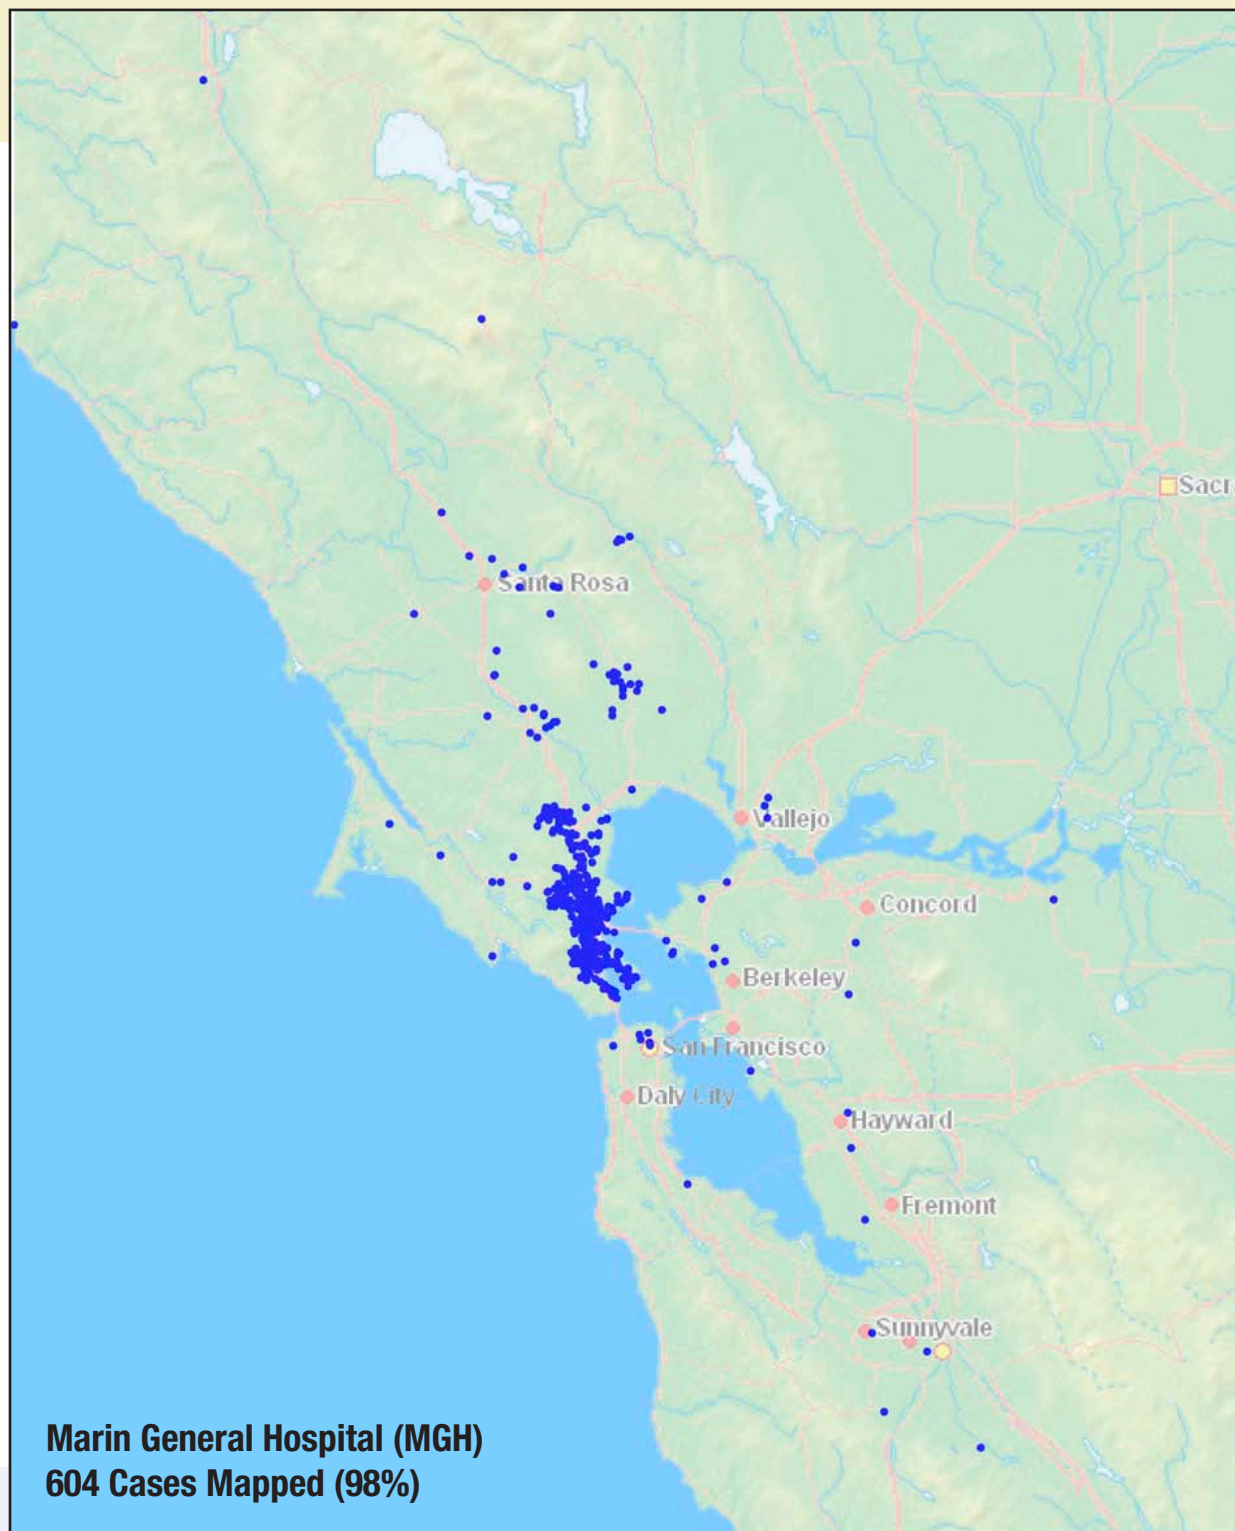 Sacr
Santa Rosa
Vallejo
Concord
Berkeley
San Francisco
Daly City
Hayward
Fremont
Sunnyvale
Marin General Hospital (MGH)
604 Cases Mapped (98%)